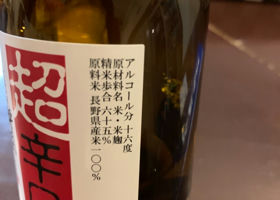 超辛口
アルコール分 十六度
原材料名 米・米麹
精米歩合 六十五%
原料米 長野県産米一〇〇%